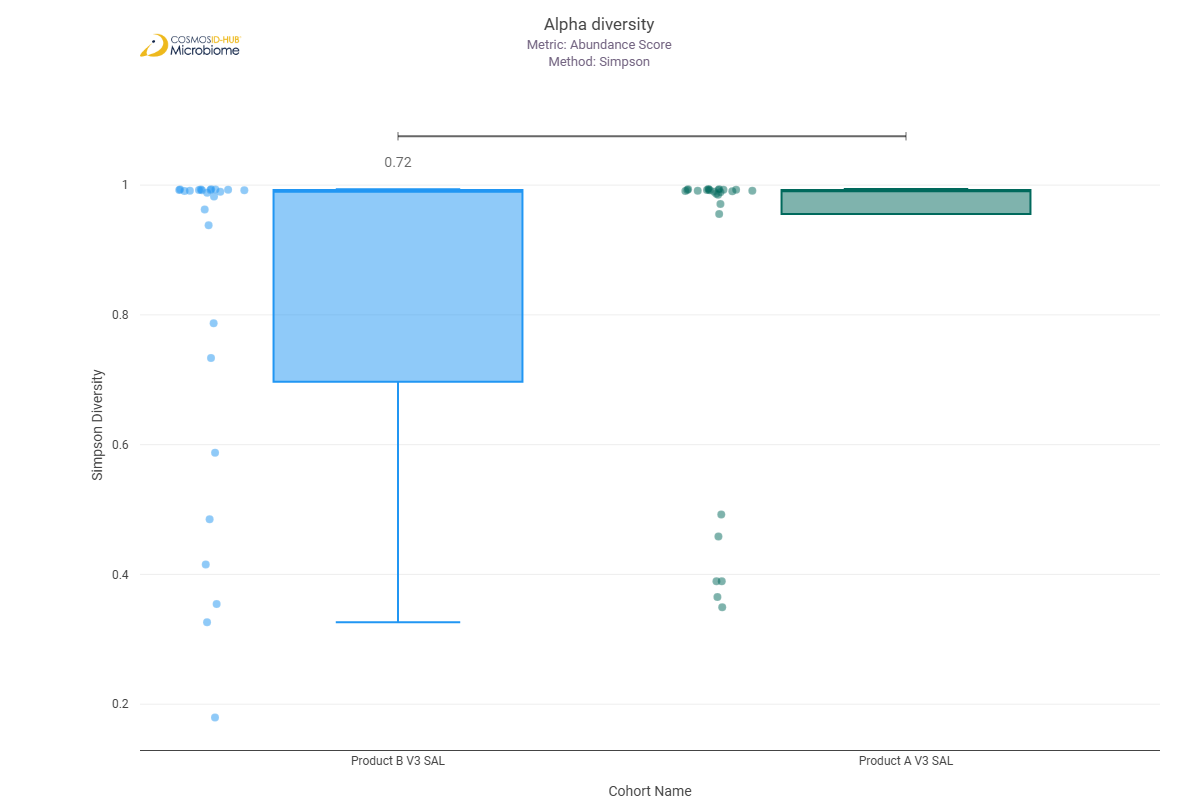 Alpha diversity
Metric: Abundance Score
Method: Simpson
COSMOSID-HUB
Microbiome
0.72
1
0.8
0.6
0.4
0.2
Simpson Diversity
Product B V3 SAL
Product A V3 SAL
Cohort Name